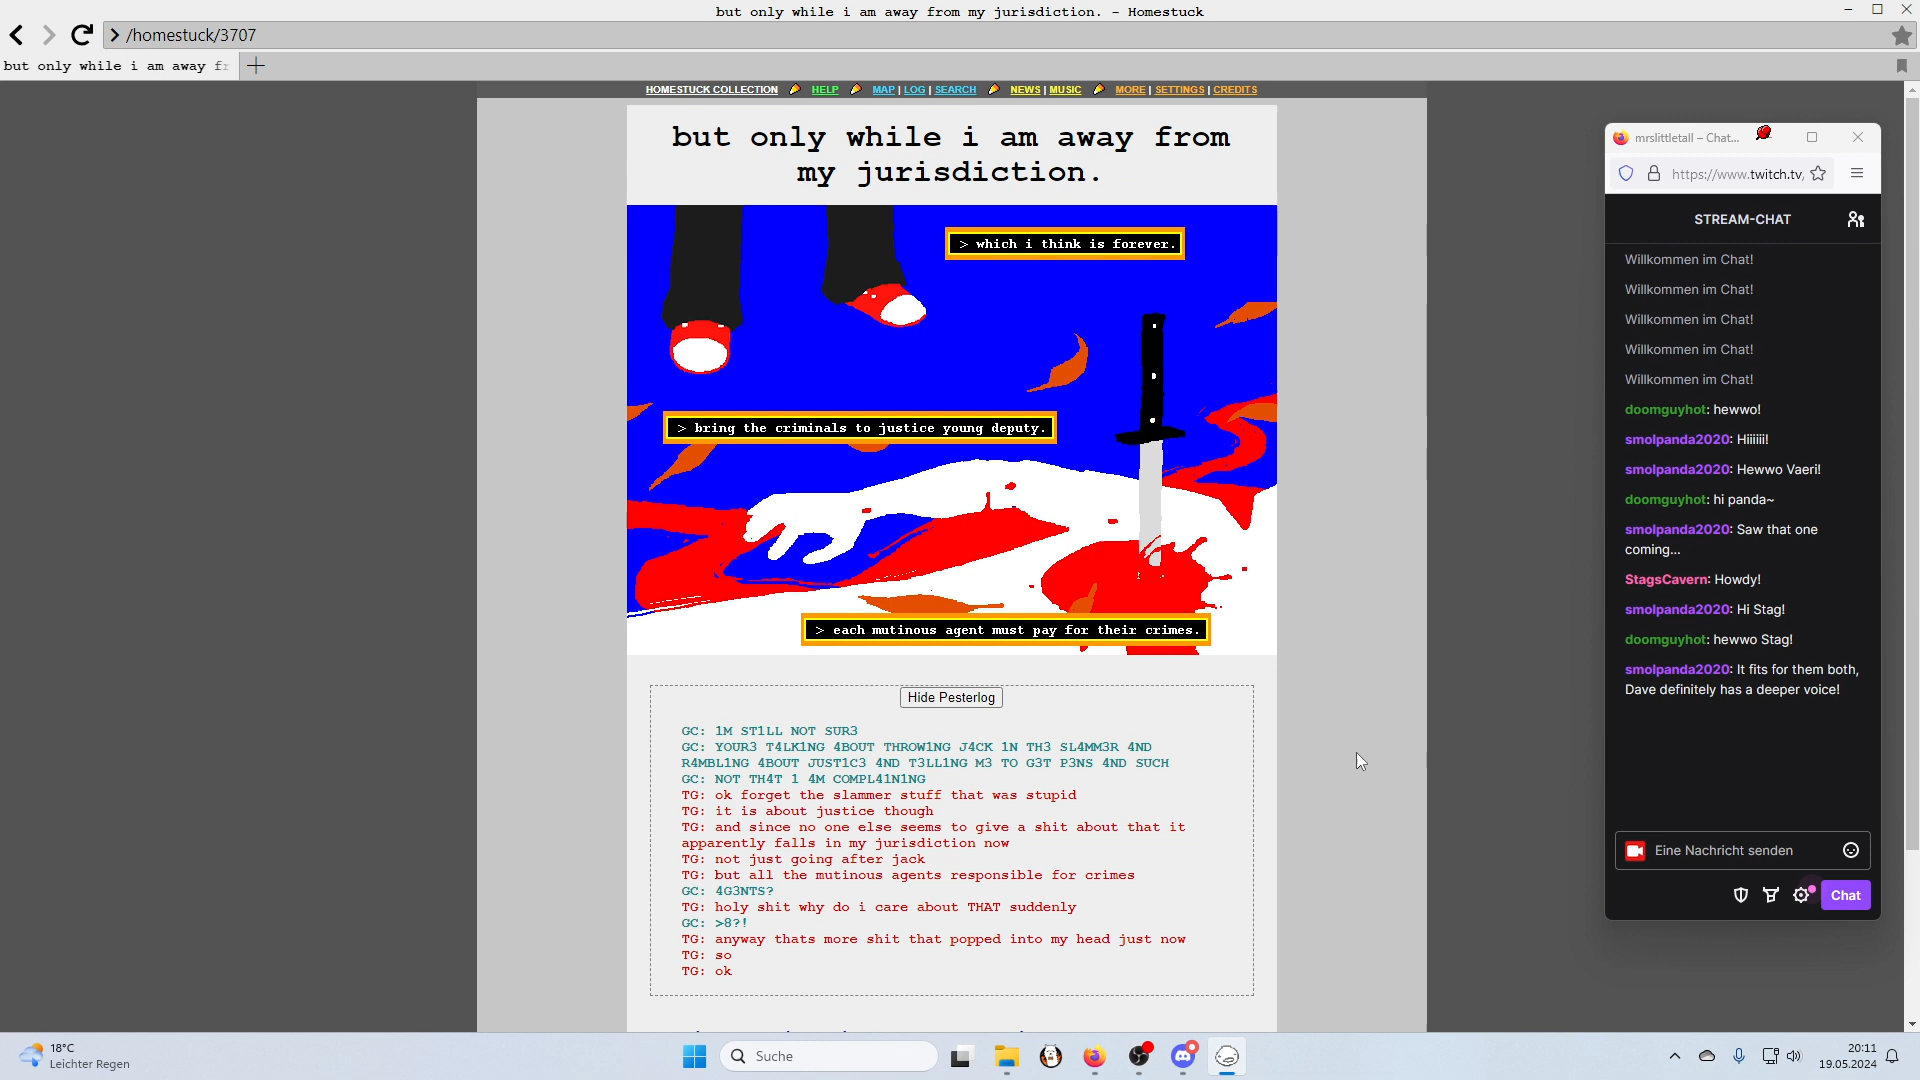 but only while i am away from my jurisdiction. - Homestuck
/homestuck/3707
but only while i am away fr
HOMESTUCK COLLECTION HELP MAP | LOG | SEARCH NEWS | MUSIC MORE | SETTINGS | CREDITS
but only while i am away from
my jurisdiction.
> which i think is forever.
> bring the criminals to justice young deputy.
> each mutinous agent must pay for their crimes.
Hide Pesterlog
GC: 1M ST1LL NOT SUR3
GC: YOUR3 T4LK1NG 4BOUT THROW1NG J4CK 1N TH3 SL4MM3R 4ND
R4MBL1NG 4BOUT JUST1C3 4ND T3LL1NG M3 TO G3T P3NS 4ND SUCH
GC: NOT TH4T 1 4M COMPL41N1NG
TG: ok forget the slammer stuff that was stupid
TG: it is about justice though
TG: and since no one else seems to give a shit about that it
apparently falls in my jurisdiction now
TG: not just going after jack
TG: but all the mutinous agents responsible for crimes
GC: 4G3NTS?
TG: holy shit why do i care about THAT suddenly
GC: >8?!
TG: anyway thats more shit that popped into my head just now
TG: so
TG: ok
mrslittletall – Chat...
https://www.twitch.tv
STREAM-CHAT
Willkommen im Chat!
Willkommen im Chat!
Willkommen im Chat!
Willkommen im Chat!
Willkommen im Chat!
doomguyhot: hewwo!
smolpanda2020: Hiiiiii!
smolpanda2020: Hewwo Vaeri!
doomguyhot: hi panda~
smolpanda2020: Saw that one
coming...
StagsCavern: Howdy!
smolpanda2020: Hi Stag!
doomguyhot: hewwo Stag!
smolpanda2020: It fits for them both,
Dave definitely has a deeper voice!
Eine Nachricht senden
Chat
18°C
Leichter Regen
Suche
20:11
19.05.2024